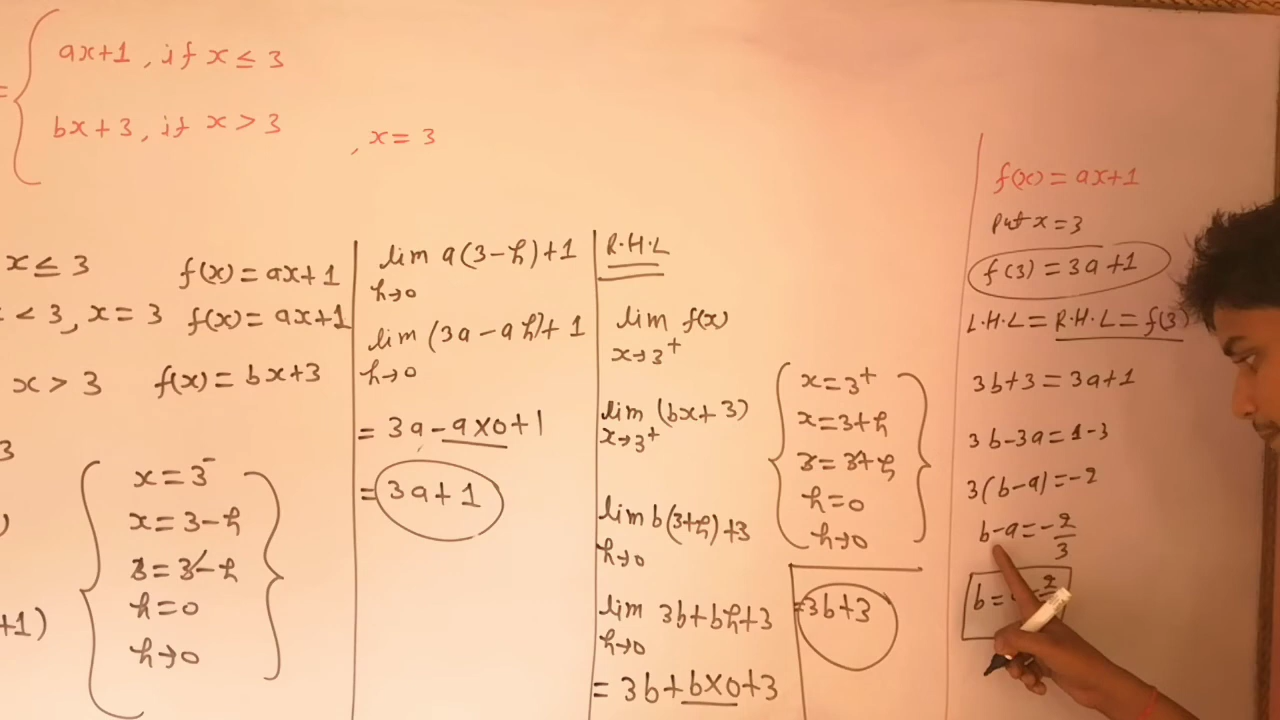 = { ax+1, if x ≤ 3
bx+3, if x > 3
, x = 3
x ≤ 3 f(x) = ax+1
x < 3, x = 3 f(x) = ax+1
x > 3 f(x) = bx+3
3
x = 3⁻
x = 3-h
3 = 3-h
h = 0
h→0
+1)
lim a(3-h)+1
h→0
lim (3a-ah)+1
h→0
= 3a-a×0+1
= 3a+1
R.H.L
lim f(x)
x→3⁺
lim (bx+3)
x→3⁺
lim b(3+h)+3
h→0
lim 3b+bh+3
h→0
= 3b+b×0+3
x = 3⁺
x = 3+h
3 = 3+h
h = 0
h→0
= 3b+3
f(x) = ax+1
Put x = 3
f(3) = 3a+1
L.H.L = R.H.L = f(3)
3b+3 = 3a+1
3b-3a = 1-3
3(b-a) = -2
b-a = -2/3
b =